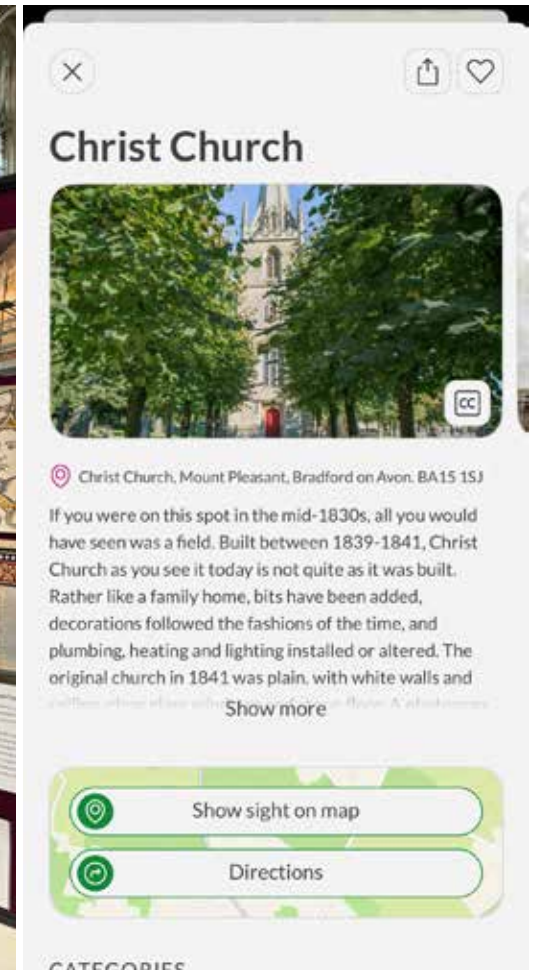 Christ Church
CC
Christ Church, Mount Pleasant, Bradford on Avon. BA15 1SJ
If you were on this spot in the mid-1830s, all you would
have seen was a field. Built between 1839-1841, Christ
Church as you see it today is not quite as it was built.
Rather like a family home, bits have been added,
decorations followed the fashions of the time, and
plumbing, heating and lighting installed or altered. The
original church in 1841 was plain, with white walls and
Show more
Show sight on map
Directions
CATEGORIES